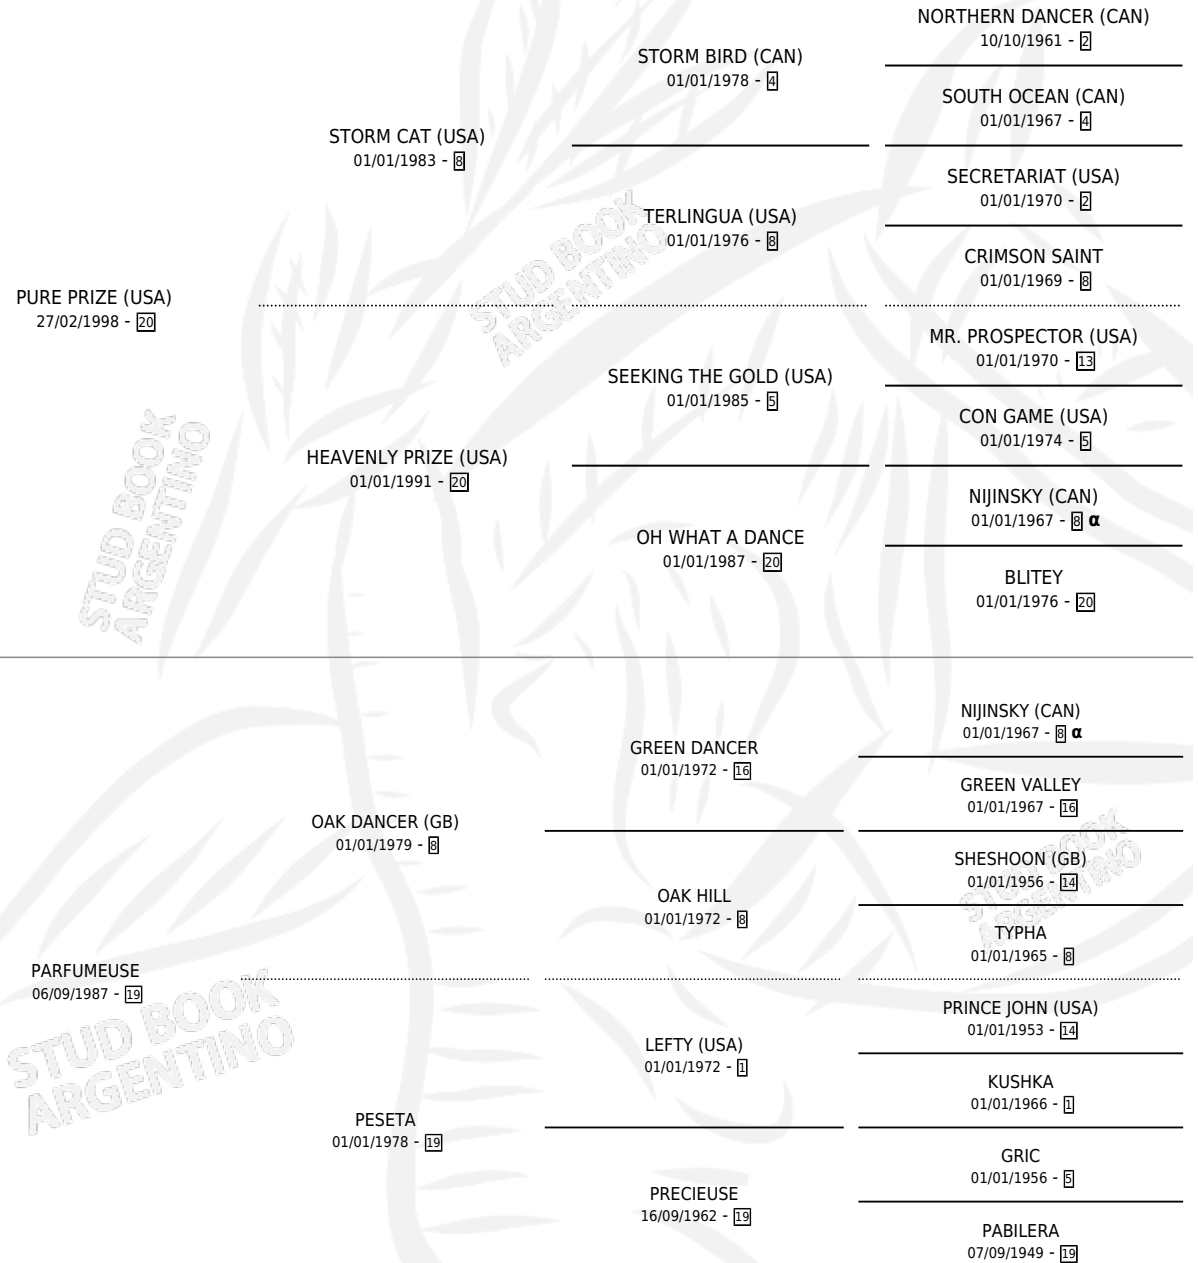 NORTHERN DANCER (CAN)
10/10/1961 - 2
STORM BIRD (CAN)
01/01/1978 - 4
SOUTH OCEAN (CAN)
01/01/1967 - 4
STORM CAT (USA)
01/01/1983 - 8
SECRETARIAT (USA)
01/01/1970 - 2
TERLINGUA (USA)
01/01/1976 - 8
CRIMSON SAINT
01/01/1969 - 8
PURE PRIZE (USA)
27/02/1998 - 20
MR. PROSPECTOR (USA)
01/01/1970 - 13
SEEKING THE GOLD (USA)
01/01/1985 - 5
CON GAME (USA)
01/01/1974 - 5
HEAVENLY PRIZE (USA)
01/01/1991 - 20
NIJINSKY (CAN)
01/01/1967 - 8 α
OH WHAT A DANCE
01/01/1987 - 20
BLITEY
01/01/1976 - 20
NIJINSKY (CAN)
01/01/1967 - 8 α
GREEN DANCER
01/01/1972 - 16
GREEN VALLEY
01/01/1967 - 16
OAK DANCER (GB)
01/01/1979 - 8
SHESHOON (GB)
01/01/1956 - 14
OAK HILL
01/01/1972 - 8
TYPHA
01/01/1965 - 8
PARFUMEUSE
06/09/1987 - 19
PRINCE JOHN (USA)
01/01/1953 - 14
LEFTY (USA)
01/01/1972 - 1
KUSHKA
01/01/1966 - 1
PESETA
01/01/1978 - 19
GRIC
01/01/1956 - 5
PRECIEUSE
16/09/1962 - 19
PABILERA
07/09/1949 - 19
STUD BOOK
ARGENTINO
STUD BOOK
ARGENTINO
STUD BOOK
ARGENTINO
STUD BOOK
ARGENTINO